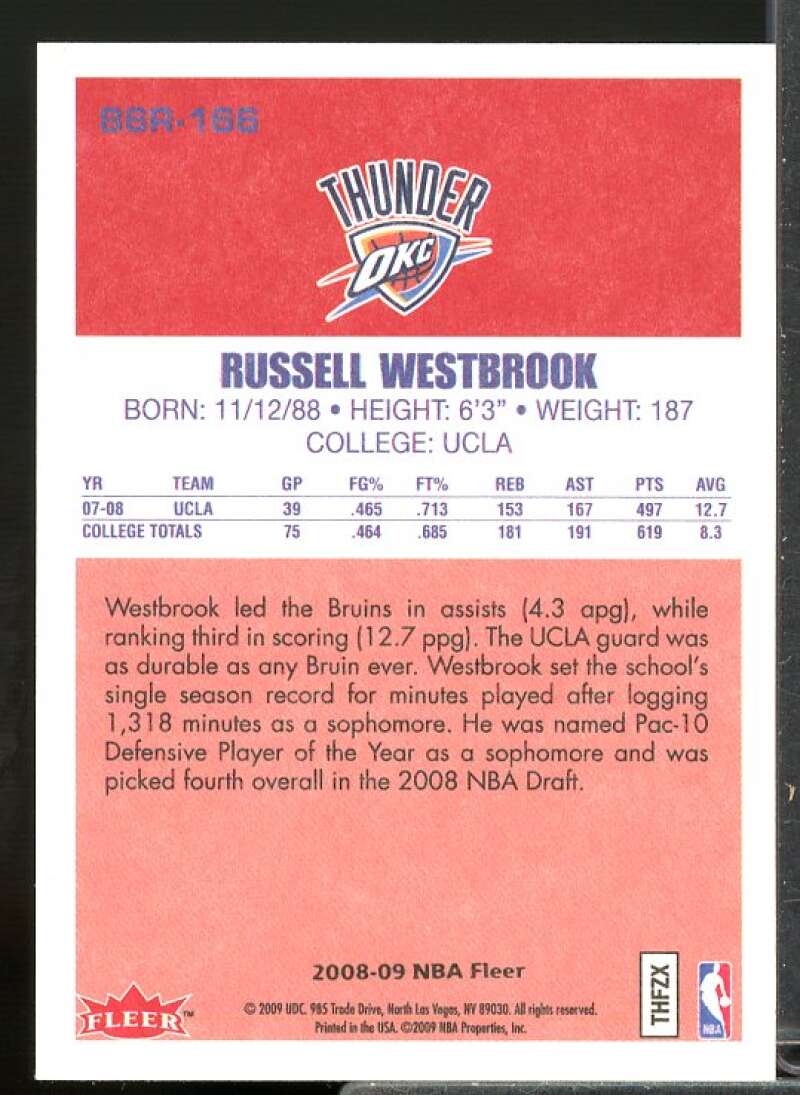 86R•166
THUNDER
OKC
RUSSELL WESTBROOK
BORN: 11/12/88 • HEIGHT: 6'3" • WEIGHT: 187
COLLEGE: UCLA
YR TEAM GP FG% FT% REB AST PTS AVG
07-08 UCLA 39 .465 .713 153 167 497 12.7
COLLEGE TOTALS 75 .464 .685 181 191 619 8.3
Westbrook led the Bruins in assists (4.3 apg), while
ranking third in scoring (12.7 ppg). The UCLA guard was
as durable as any Bruin ever. Westbrook set the school's
single season record for minutes played after logging
1,318 minutes as a sophomore. He was named Pac-10
Defensive Player of the Year as a sophomore and was
picked fourth overall in the 2008 NBA Draft.
2008-09 NBA Fleer
FLEER™
© 2009 UDC. 985 Trade Drive, North Las Vegas, NV 89030. All rights reserved.
Printed in the USA. ©2009 NBA Properties, Inc.
THFZX
NBA